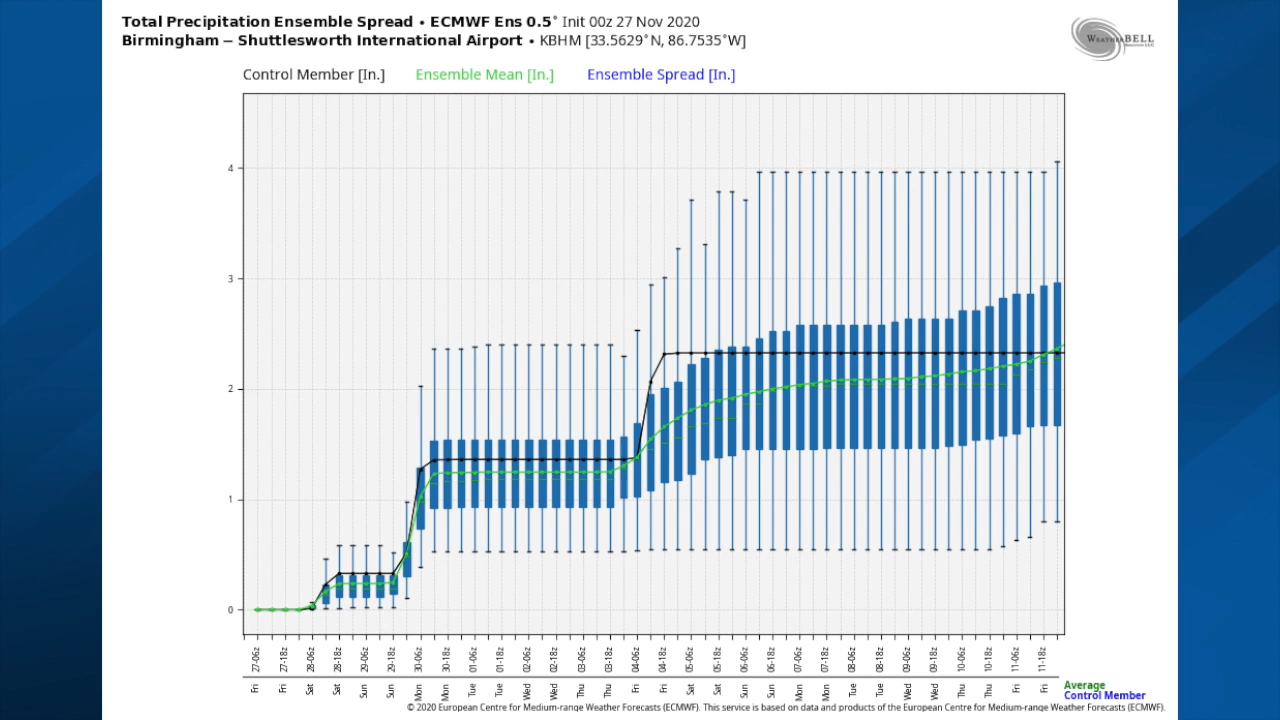 Total Precipitation Ensemble Spread • ECMWF Ens 0.5° Init 00z 27 Nov 2020
Birmingham – Shuttlesworth International Airport • KBHM [33.5629°N, 86.7535°W]
WEATHERBELL
Control Member [In.] Ensemble Mean [In.] Ensemble Spread [In.]
4
3
2
1
0
27-06z 27-18z 28-06z 28-18z 29-06z 29-18z 30-06z 30-18z 01-06z 01-18z 02-06z 02-18z 03-06z 03-18z 04-06z 04-18z 05-06z 05-18z 06-06z 06-18z 07-06z 07-18z 08-06z 08-18z 09-06z 09-18z 10-06z 10-18z 11-06z 11-18z
Fri Fri Sat Sat Sun Sun Mon Mon Tue Tue Wed Wed Thu Thu Fri Fri Sat Sat Sun Sun Mon Mon Tue Tue Wed Wed Thu Thu Fri Fri
Average
Control Member
© 2020 European Centre for Medium-range Weather Forecasts (ECMWF). This service is based on data and products of the European Centre for Medium-range Weather Forecasts (ECMWF).